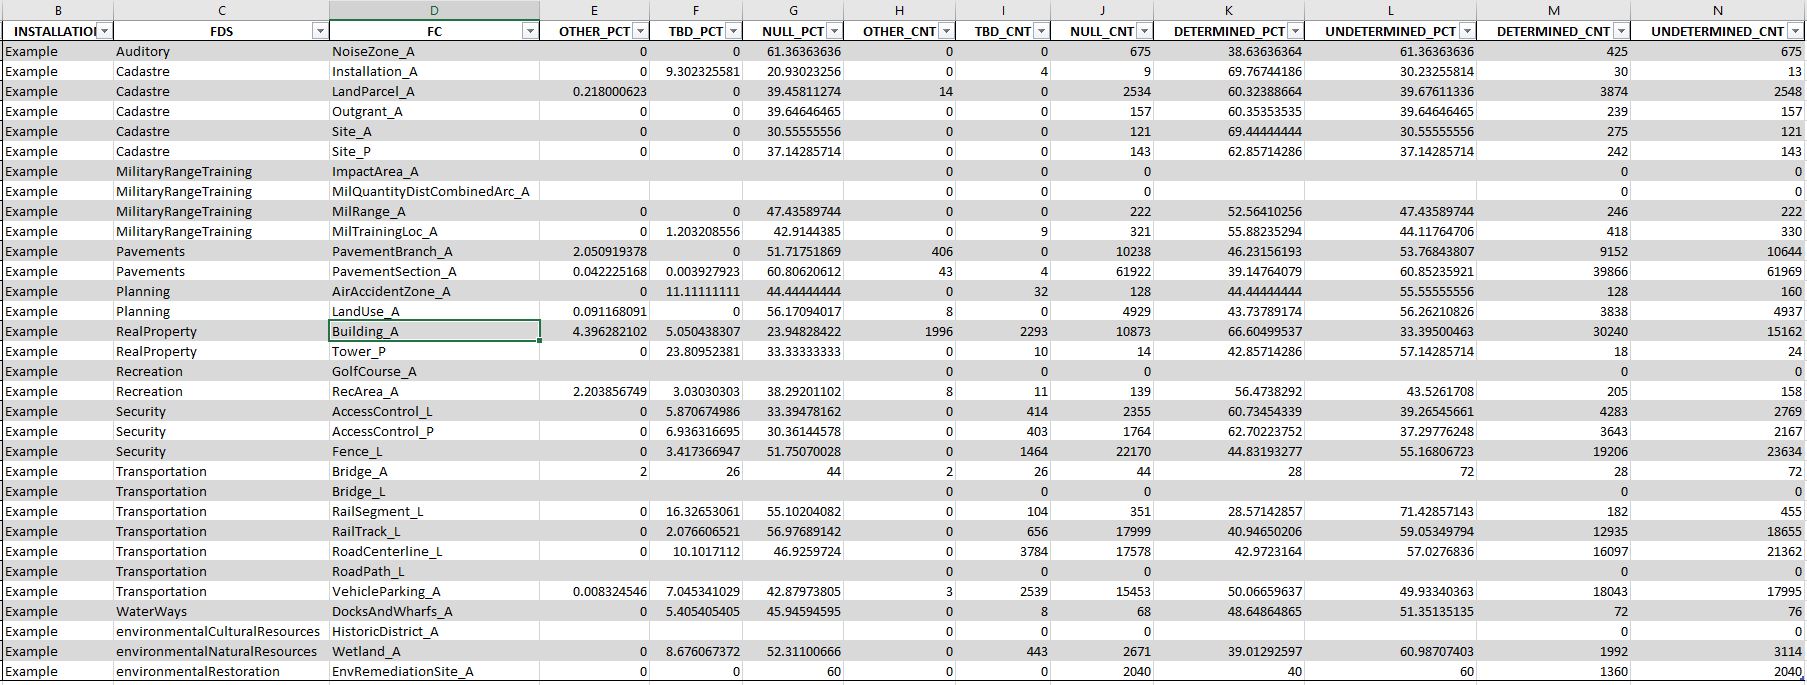 B C D E F G H I J K L M N
INSTALLATIO FDS FC OTHER_PCT TBD_PCT NULL_PCT OTHER_CNT TBD_CNT NULL_CNT DETERMINED_PCT UNDETERMINED_PCT DETERMINED_CNT UNDETERMINED_CNT
Example Auditory NoiseZone_A 0 0 61.36363636 0 0 675 38.63636364 61.36363636 425 675
Example Cadastre Installation_A 0 9.302325581 20.93023256 0 4 9 69.76744186 30.23255814 30 13
Example Cadastre LandParcel_A 0.218000623 0 39.45811274 14 0 2534 60.32388664 39.67611336 3874 2548
Example Cadastre Outgrant_A 0 0 39.64646465 0 0 157 60.35353535 39.64646465 239 157
Example Cadastre Site_A 0 0 30.55555556 0 0 121 69.44444444 30.55555556 275 121
Example Cadastre Site_P 0 0 37.14285714 0 0 143 62.85714286 37.14285714 242 143
Example MilitaryRangeTraining ImpactArea_A 0 0 0 0 0
Example MilitaryRangeTraining MilQuantityDistCombinedArc_A 0 0 0 0 0
Example MilitaryRangeTraining MilRange_A 0 0 47.43589744 0 0 222 52.56410256 47.43589744 246 222
Example MilitaryRangeTraining MilTrainingLoc_A 0 1.203208556 42.9144385 0 9 321 55.88235294 44.11764706 418 330
Example Pavements PavementBranch_A 2.050919378 0 51.71751869 406 0 10238 46.23156193 53.76843807 9152 10644
Example Pavements PavementSection_A 0.042225168 0.003927923 60.80620612 43 4 61922 39.14764079 60.85235921 39866 61969
Example Planning AirAccidentZone_A 0 11.11111111 44.44444444 0 32 128 44.44444444 55.55555556 128 160
Example Planning LandUse_A 0.091168091 0 56.17094017 8 0 4929 43.73789174 56.26210826 3838 4937
Example RealProperty Building_A 4.396282102 5.050438307 23.94828422 1996 2293 10873 66.60499537 33.39500463 30240 15162
Example RealProperty Tower_P 0 23.80952381 33.33333333 0 10 14 42.85714286 57.14285714 18 24
Example Recreation GolfCourse_A 0 0 0 0 0
Example Recreation RecArea_A 2.203856749 3.03030303 38.29201102 8 11 139 56.4738292 43.5261708 205 158
Example Security AccessControl_L 0 5.870674986 33.39478162 0 414 2355 60.73454339 39.26545661 4283 2769
Example Security AccessControl_P 0 6.936316695 30.36144578 0 403 1764 62.70223752 37.29776248 3643 2167
Example Security Fence_L 0 3.417366947 51.75070028 0 1464 22170 44.83193277 55.16806723 19206 23634
Example Transportation Bridge_A 2 26 44 2 26 44 28 72 28 72
Example Transportation Bridge_L 0 0 0 0 0
Example Transportation RailSegment_L 0 16.32653061 55.10204082 0 104 351 28.57142857 71.42857143 182 455
Example Transportation RailTrack_L 0 2.076606521 56.97689142 0 656 17999 40.94650206 59.05349794 12935 18655
Example Transportation RoadCenterline_L 0 10.1017112 46.9259724 0 3784 17578 42.9723164 57.0276836 16097 21362
Example Transportation RoadPath_L 0 0 0 0 0
Example Transportation VehicleParking_A 0.008324546 7.045341029 42.87973805 3 2539 15453 50.06659637 49.93340363 18043 17995
Example WaterWays DocksAndWharfs_A 0 5.405405405 45.94594595 0 8 68 48.64864865 51.35135135 72 76
Example environmentalCulturalResources HistoricDistrict_A 0 0 0 0 0
Example environmentalNaturalResources Wetland_A 0 8.676067372 52.31100666 0 443 2671 39.01292597 60.98707403 1992 3114
Example environmentalRestoration EnvRemediationSite_A 0 0 60 0 0 2040 40 60 1360 2040